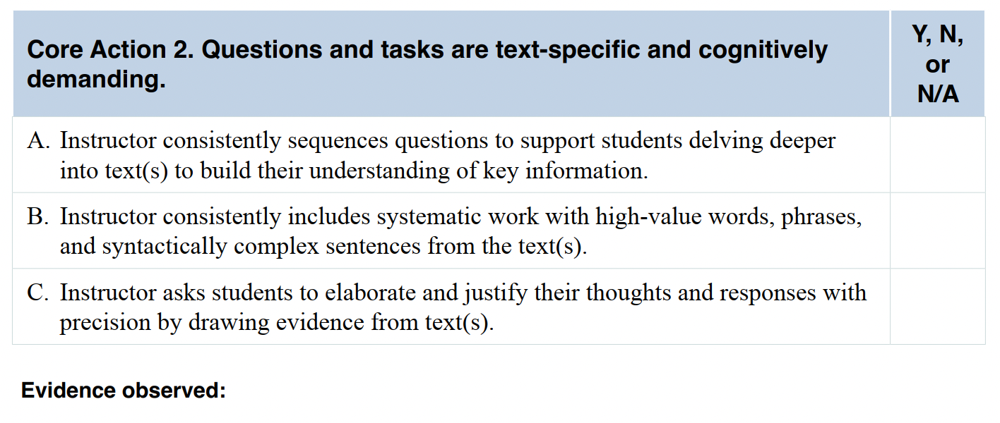 Core Action 2. Questions and tasks are text-specific and cognitively
demanding.
Y, N,
or
N/A
A. Instructor consistently sequences questions to support students delving deeper
into text(s) to build their understanding of key information.
B. Instructor consistently includes systematic work with high-value words, phrases,
and syntactically complex sentences from the text(s).
C. Instructor asks students to elaborate and justify their thoughts and responses with
precision by drawing evidence from text(s).
Evidence observed: